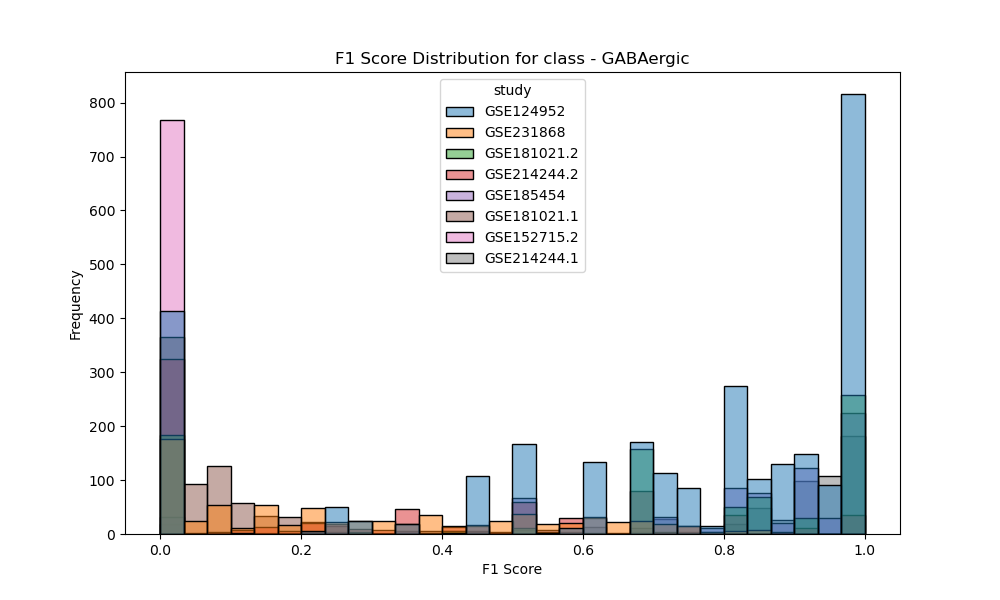 F1 Score Distribution for class - GABAergic
study
GSE124952
GSE231868
GSE181021.2
GSE214244.2
GSE185454
GSE181021.1
GSE152715.2
GSE214244.1
Frequency
800
700
600
500
400
300
200
100
0
0.0 0.2 0.4 0.6 0.8 1.0
F1 Score